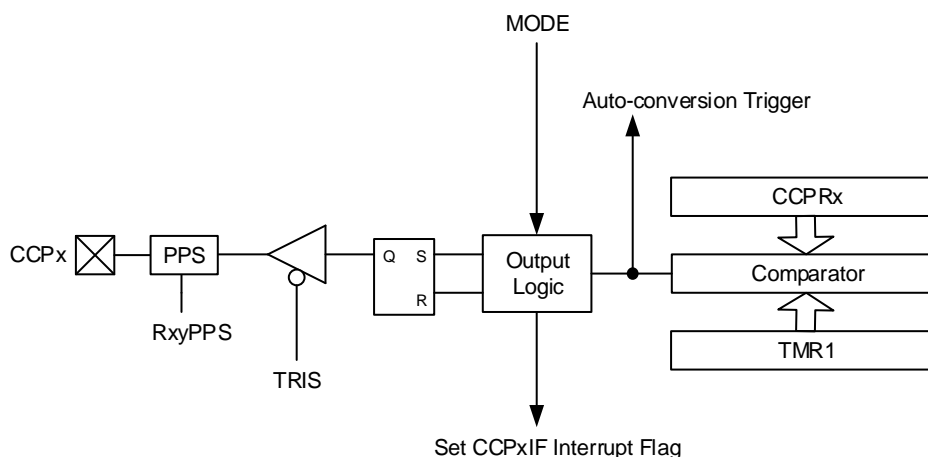 MODE
Auto-conversion Trigger
CCPRx
CCPx
PPS
Q
S
R
Output
Logic
Comparator
RxyPPS
TRIS
TMR1
Set CCPxIF Interrupt Flag